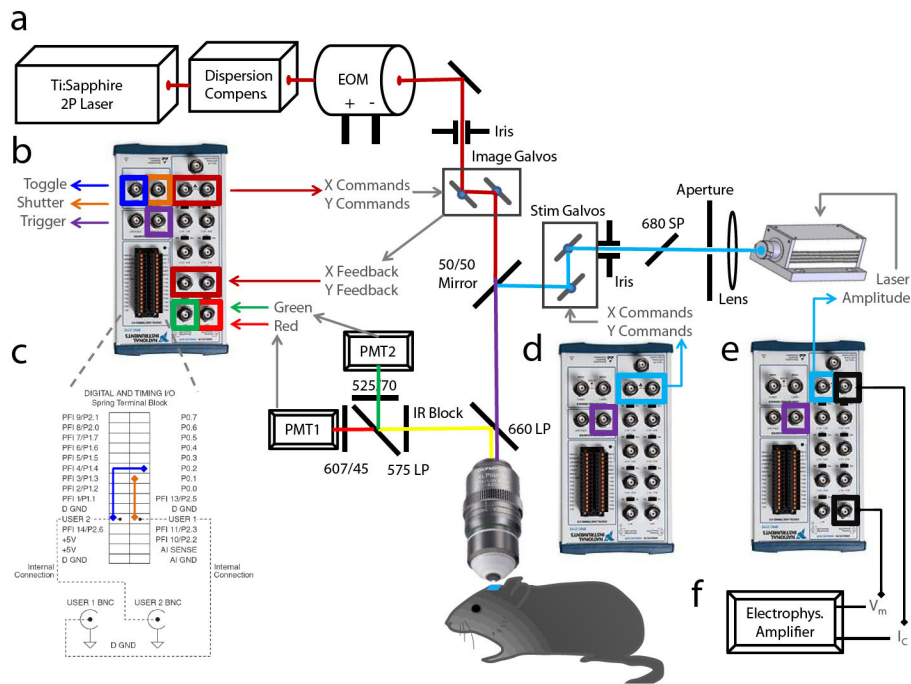 a
Ti:Sapphire
2P Laser
Dispersion
Compens.
EOM
+ -
Iris
Image Galvos
b
Toggle
Shutter
Trigger
X Commands
Y Commands
X Feedback
Y Feedback
Green
Red
Stim Galvos
Iris
50/50
Mirror
680 SP
Aperture
Lens
Laser
Amplitude
X Commands
Y Commands
PMT2
525/70
PMT1
607/45
575 LP
IR Block
660 LP
c
DIGITAL AND TIMING I/O
Spring Terminal Block
PFI 9/P2.1 P0.7
PFI 8/P2.0 P0.6
PFI 7/P1.7 P0.5
PFI 6/P1.6 P0.4
PFI 5/P1.5 P0.3
PFI 4/P1.4 P0.2
PFI 3/P1.3 P0.1
PFI 2/P1.2 P0.0
PFI 1/P1.1 PFI 13/P2.5
D GND D GND
USER 2 USER 1
PFI 14/P2.6 PFI 11/P2.3
+5V PFI 10/P2.2
+5V AI SENSE
D GND AI GND
Internal
Connection
Internal
Connection
USER 1 BNC USER 2 BNC
D GND
NATIONAL
INSTRUMENTS
d
NATIONAL
INSTRUMENTS
e
NATIONAL
INSTRUMENTS
f
Electrophys.
Amplifier
Vm
IC